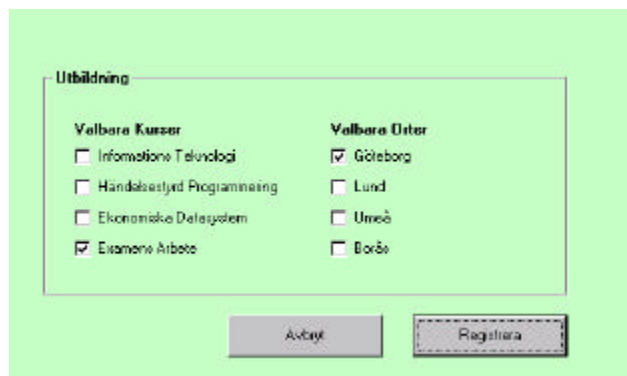 Utbildning
Valbara Kurser Valbara Orter
Informations Teknologi Göteborg
Händelsestyrd Programmering Lund
Ekonomiska Datasystem Umeå
Examens Arbete Borås
Avbryt Registrera